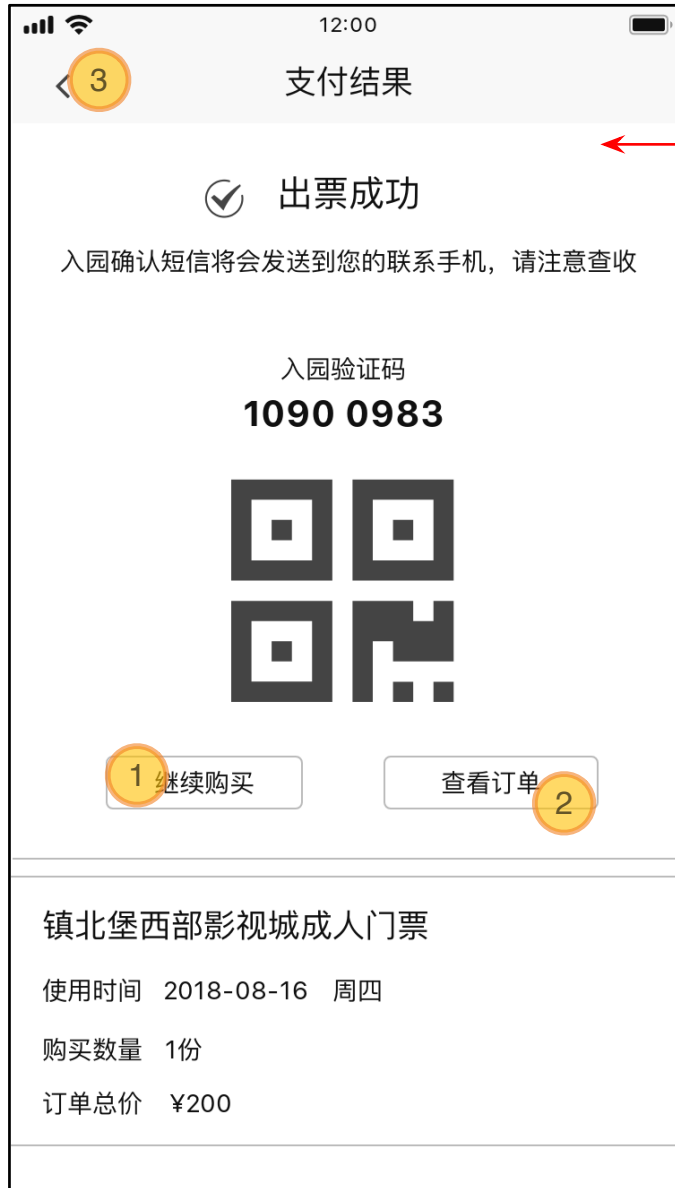 12:00
3
支付结果
出票成功
入园确认短信将会发送到您的联系手机，请注意查收
入园验证码
1090 0983
1 继续购买
查看订单 2
镇北堡西部影视城成人门票
使用时间 2018-08-16 周四
购买数量 1份
订单总价 ¥200